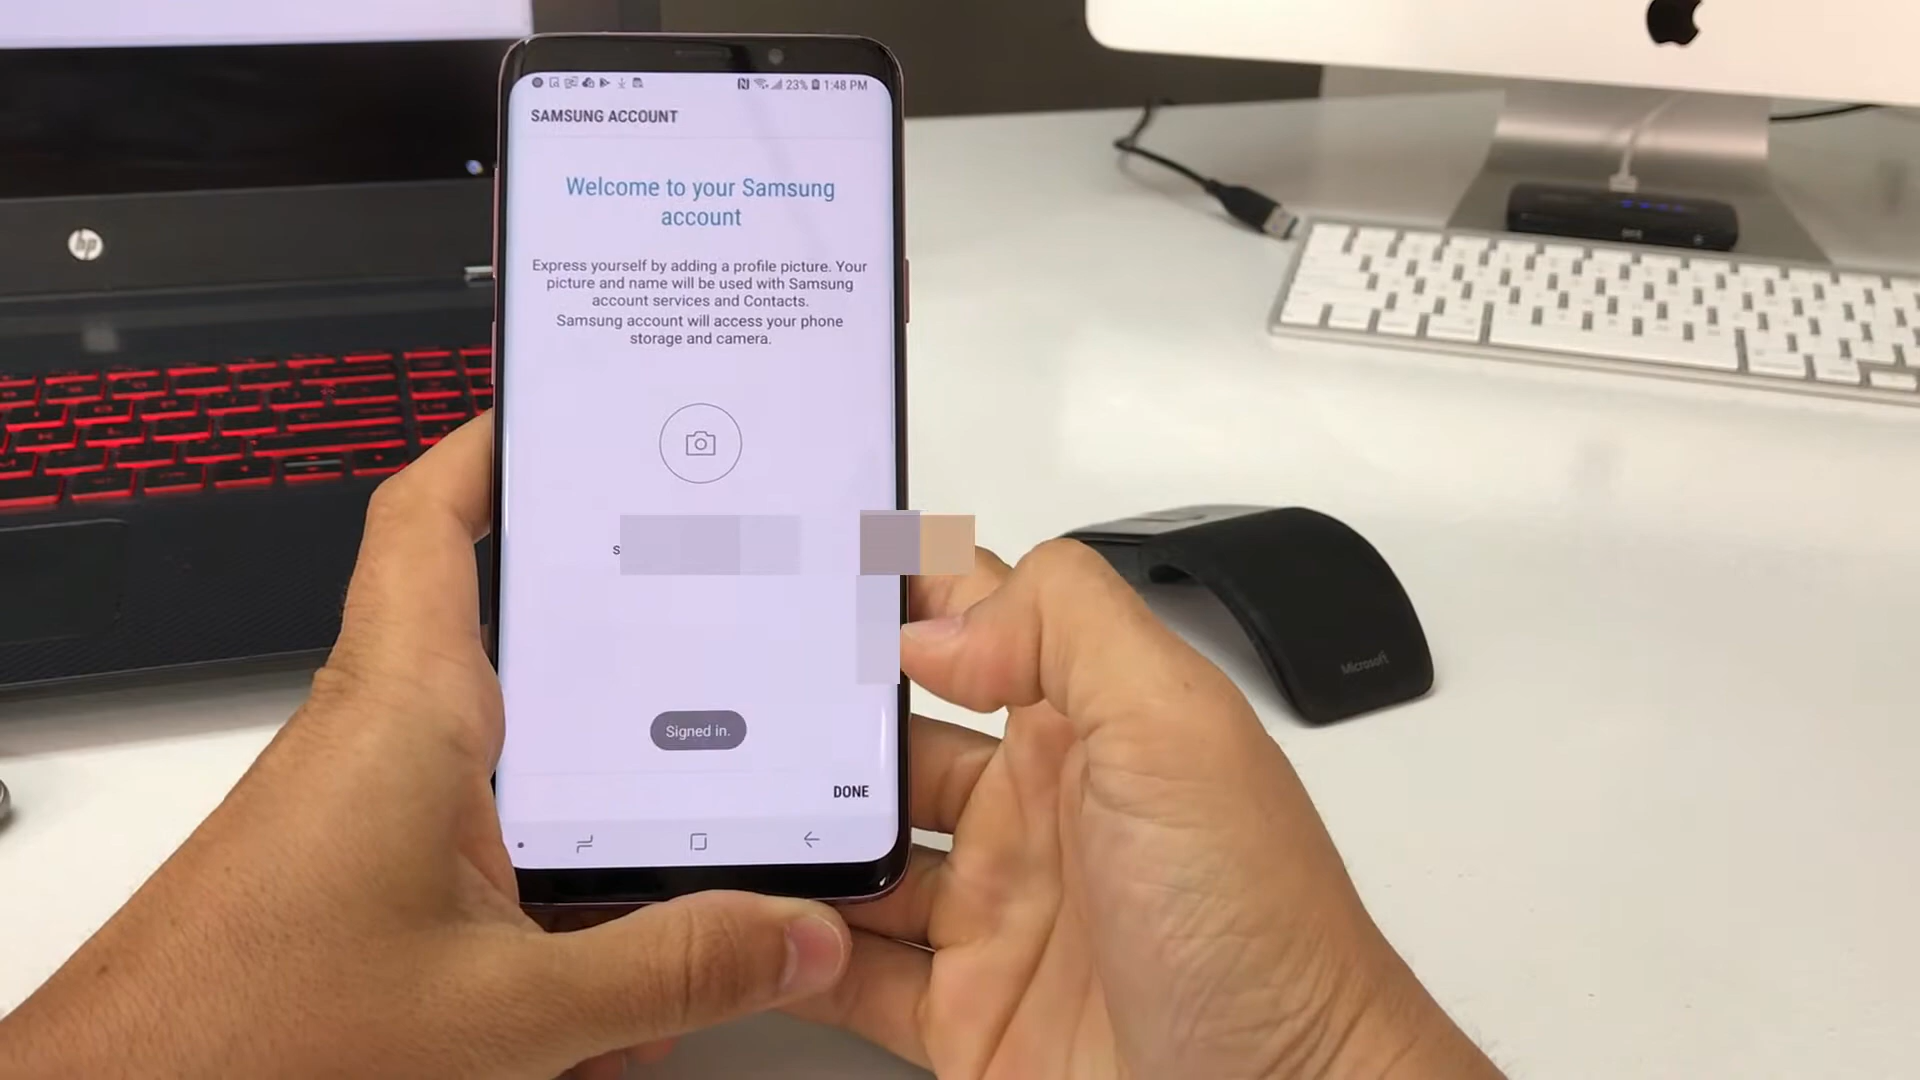 23% 1:48 PM
SAMSUNG ACCOUNT
Welcome to your Samsung
account
Express yourself by adding a profile picture. Your
picture and name will be used with Samsung
account services and Contacts.
Samsung account will access your phone
storage and camera.
s
Signed in.
DONE
hp
Microsoft